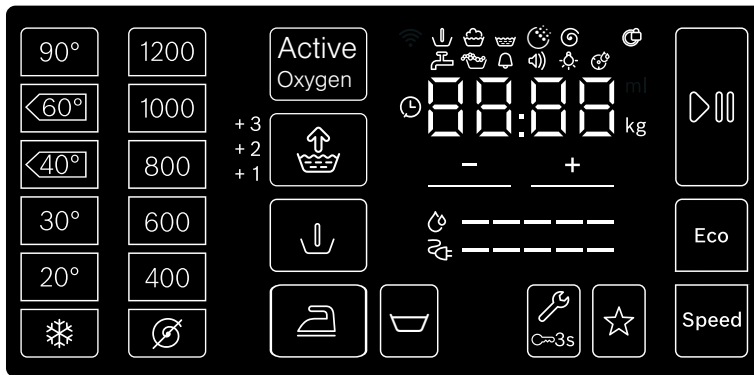 90°
1200
Active
Oxygen
60°
1000
ml
+ 3
+ 2
+ 1
88:88
kg
40°
800
− +
30°
600
Eco
20°
400
3s
Speed